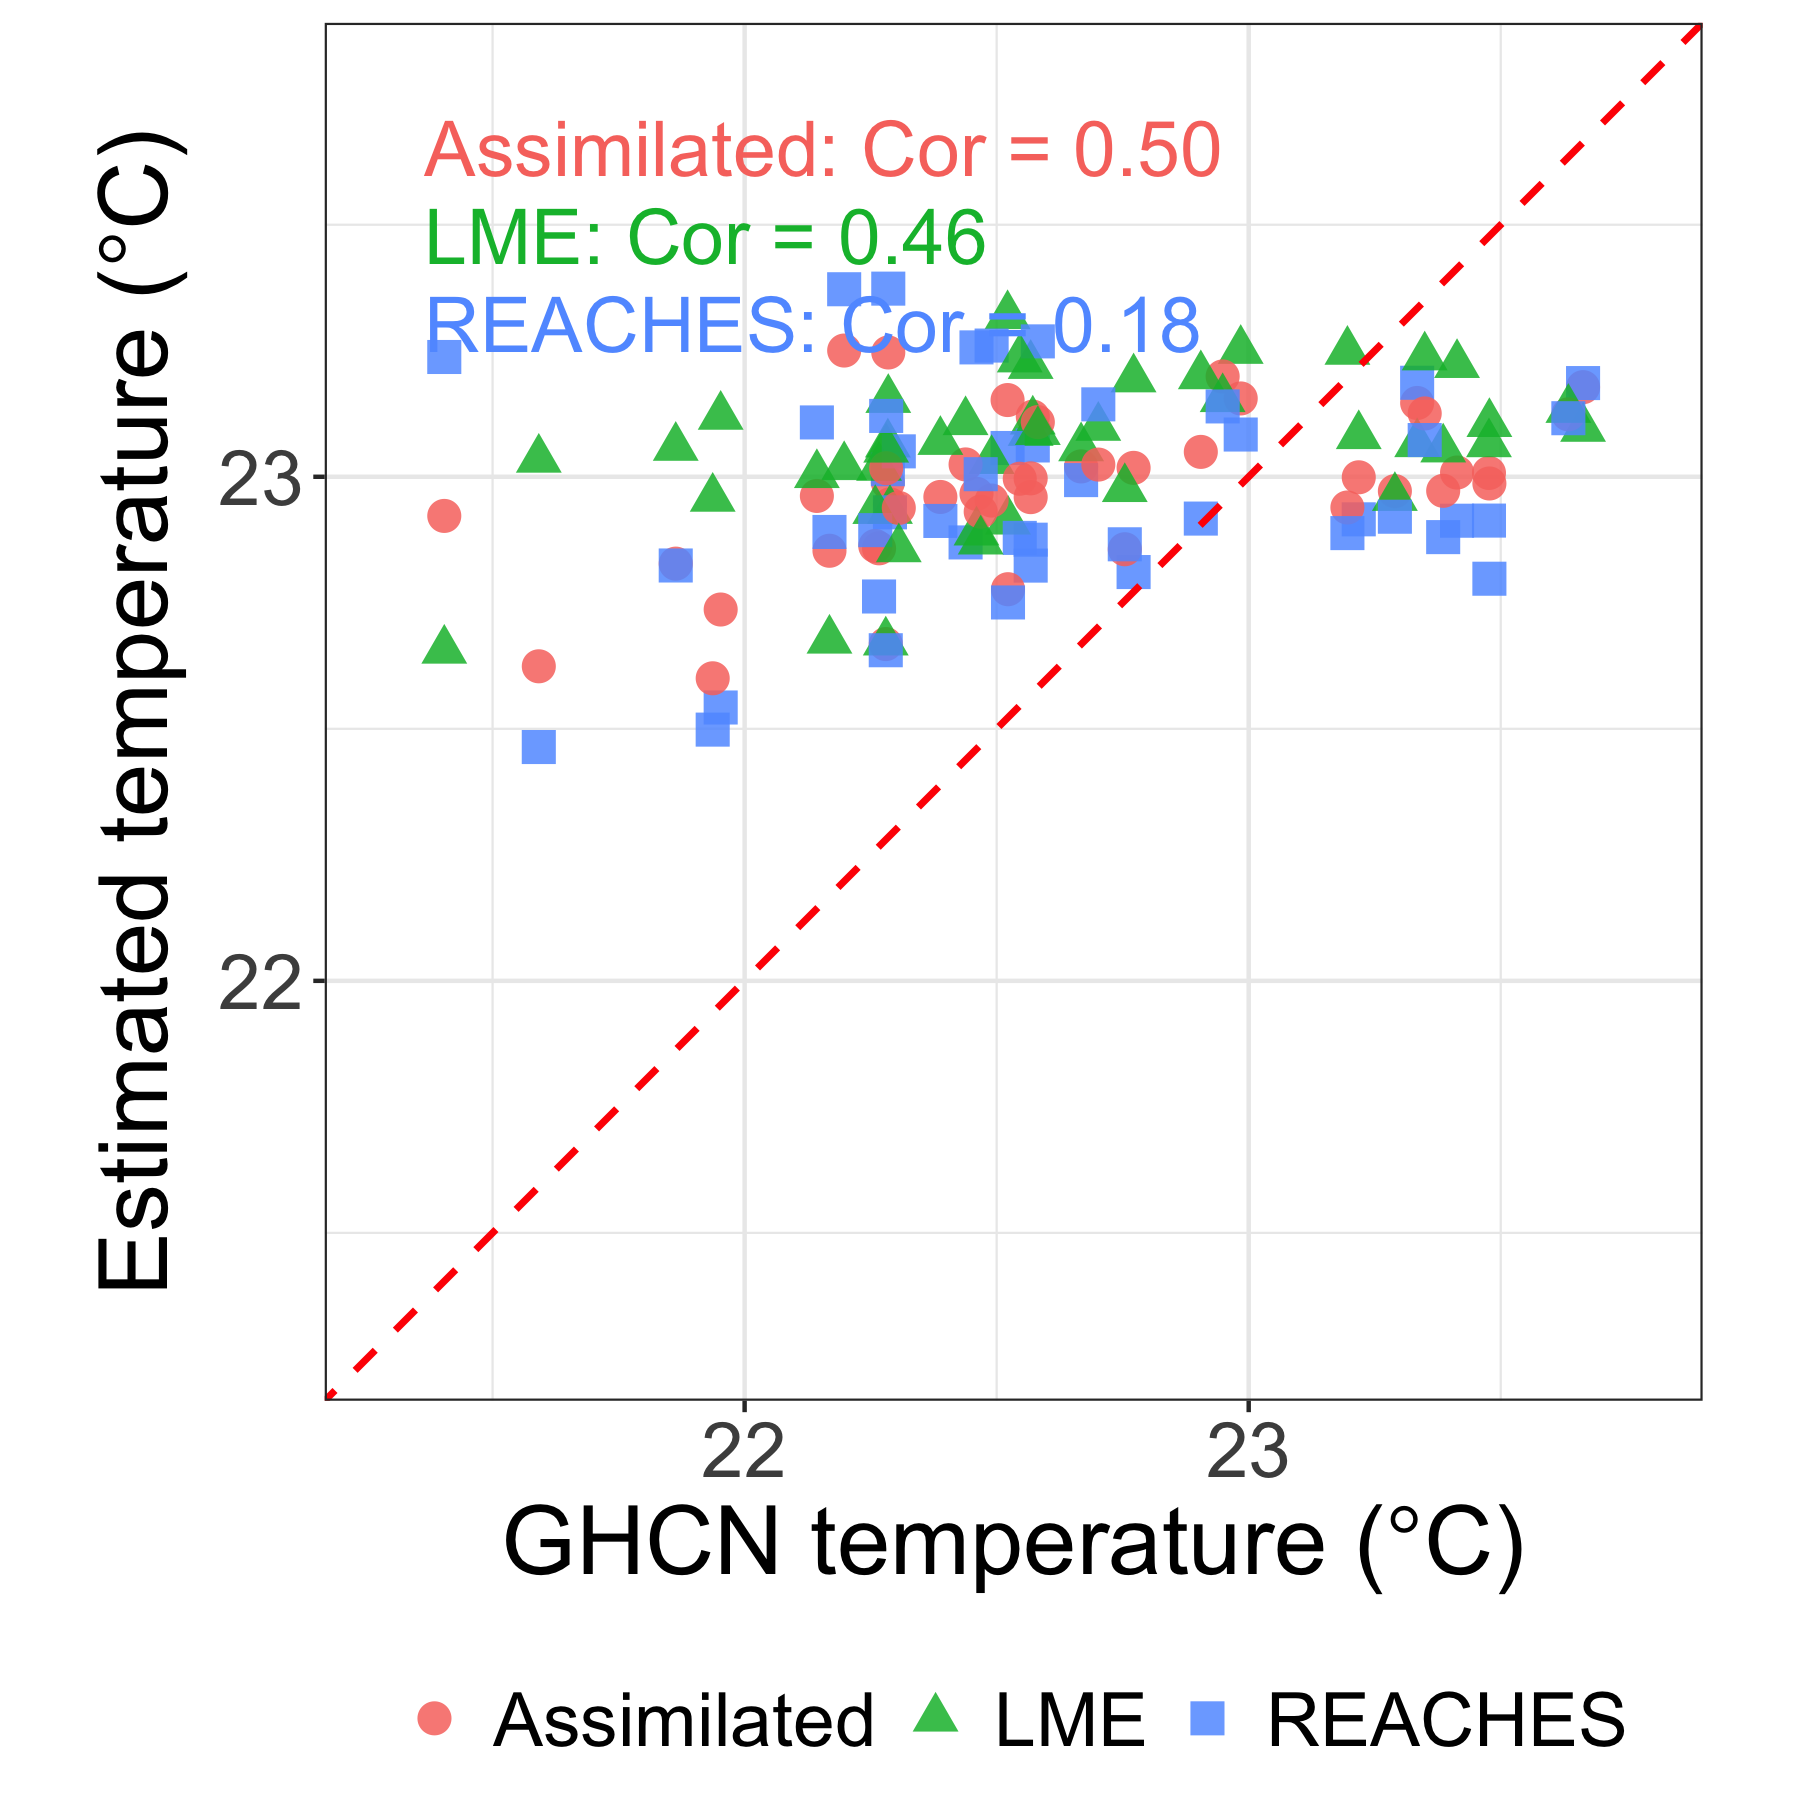 Assimilated: Cor = 0.50
LME: Cor = 0.46
REACHES: Cor = 0.18
Estimated temperature (°C)
23
22
22 23
GHCN temperature (°C)
Assimilated LME REACHES